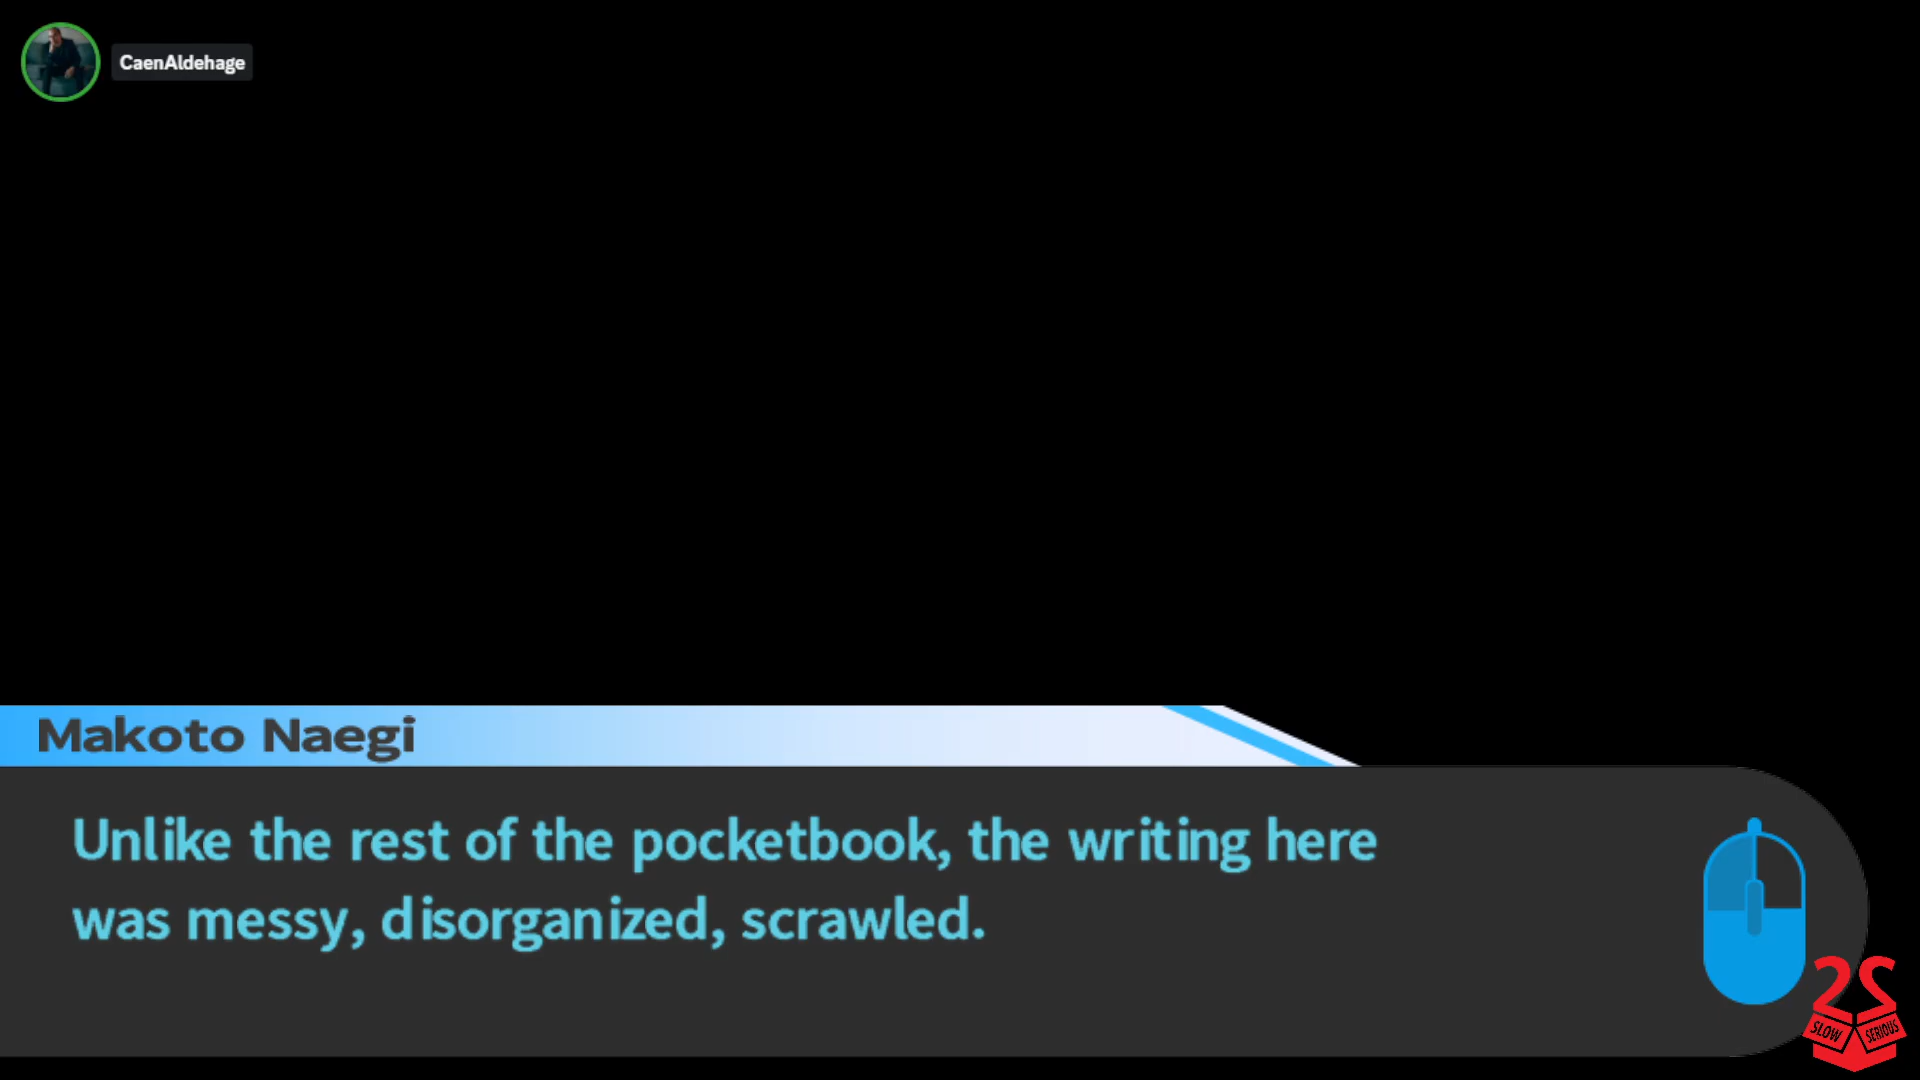 CaenAldehage
Makoto Naegi
Unlike the rest of the pocketbook, the writing here
was messy, disorganized, scrawled.
2S
SLOW SERIOUS